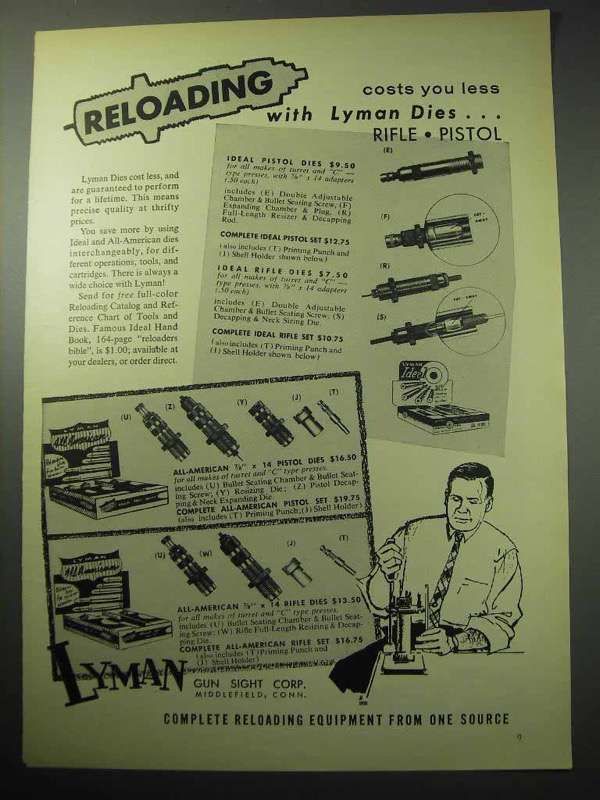 RELOADING
costs you less
with Lyman Dies . . .
RIFLE • PISTOL
Lyman Dies cost less, and
are guaranteed to perform
for a lifetime. This means
precise quality at thrifty
prices.
You save more by using
Ideal and All-American dies
interchangeably, for dif-
ferent operations, tools, and
cartridges. There is always a
wide choice with Lyman!
Send for free full-color
Reloading Catalog and Ref-
erence Chart of Tools and
Dies. Famous Ideal Hand
Book, 164-page "reloaders
bible", is $1.00; available at
your dealers, or order direct.
IDEAL PISTOL DIES $9.50
for all makes of turret and "C" —
type presses, with ⅞" x 14 adapters
(.50 each)
includes (E) Double Adjustable
Chamber & Bullet Seating Screw, (F)
Expanding Chamber & Plug, (R)
Full-Length Resizer & Decapping
Rod.
COMPLETE IDEAL PISTOL SET $12.75
(also includes (T) Priming Punch and
(J) Shell Holder shown below)
IDEAL RIFLE DIES $7.50
for all makes of turret and "C" —
type presses, with ⅞" x 14 adapters
(.50 each)
includes (E) Double Adjustable
Chamber & Bullet Seating Screw, (S)
Decapping & Neck Sizing Die.
COMPLETE IDEAL RIFLE SET $10.75
(also includes (T) Priming Punch and
(J) Shell Holder shown below)
(E)
(F)
CUT-
AWAY
(R)
(S)
CUT-AWAY
LYMAN
Ideal
(U)
(Z)
(Y)
(J)
(T)
LYMAN
ALL-AMERICAN ⅞" x 14 PISTOL DIES $16.50
for all makes of turret and "C" type presses.
includes (U) Bullet Seating Chamber & Bullet Seat-
ing Screw; (Y) Resizing Die; (Z) Pistol Decap-
ping & Neck Expanding Die.
COMPLETE ALL-AMERICAN PISTOL SET $19.75
(also includes (T) Priming Punch, (J) Shell Holder)
(U)
(W)
(J)
(T)
LYMAN
ALL-AMERICAN ⅞" x 14 RIFLE DIES $13.50
for all makes of turret and "C" type presses.
includes (U) Bullet Seating Chamber & Bullet Seat-
ing Screw; (W) Rifle Full-Length Resizing & Decap-
ping Die.
COMPLETE ALL-AMERICAN RIFLE SET $16.75
(also includes (T) Priming Punch and
(J) Shell Holder)
LYMAN
GUN SIGHT CORP.
MIDDLEFIELD, CONN.
COMPLETE RELOADING EQUIPMENT FROM ONE SOURCE
9